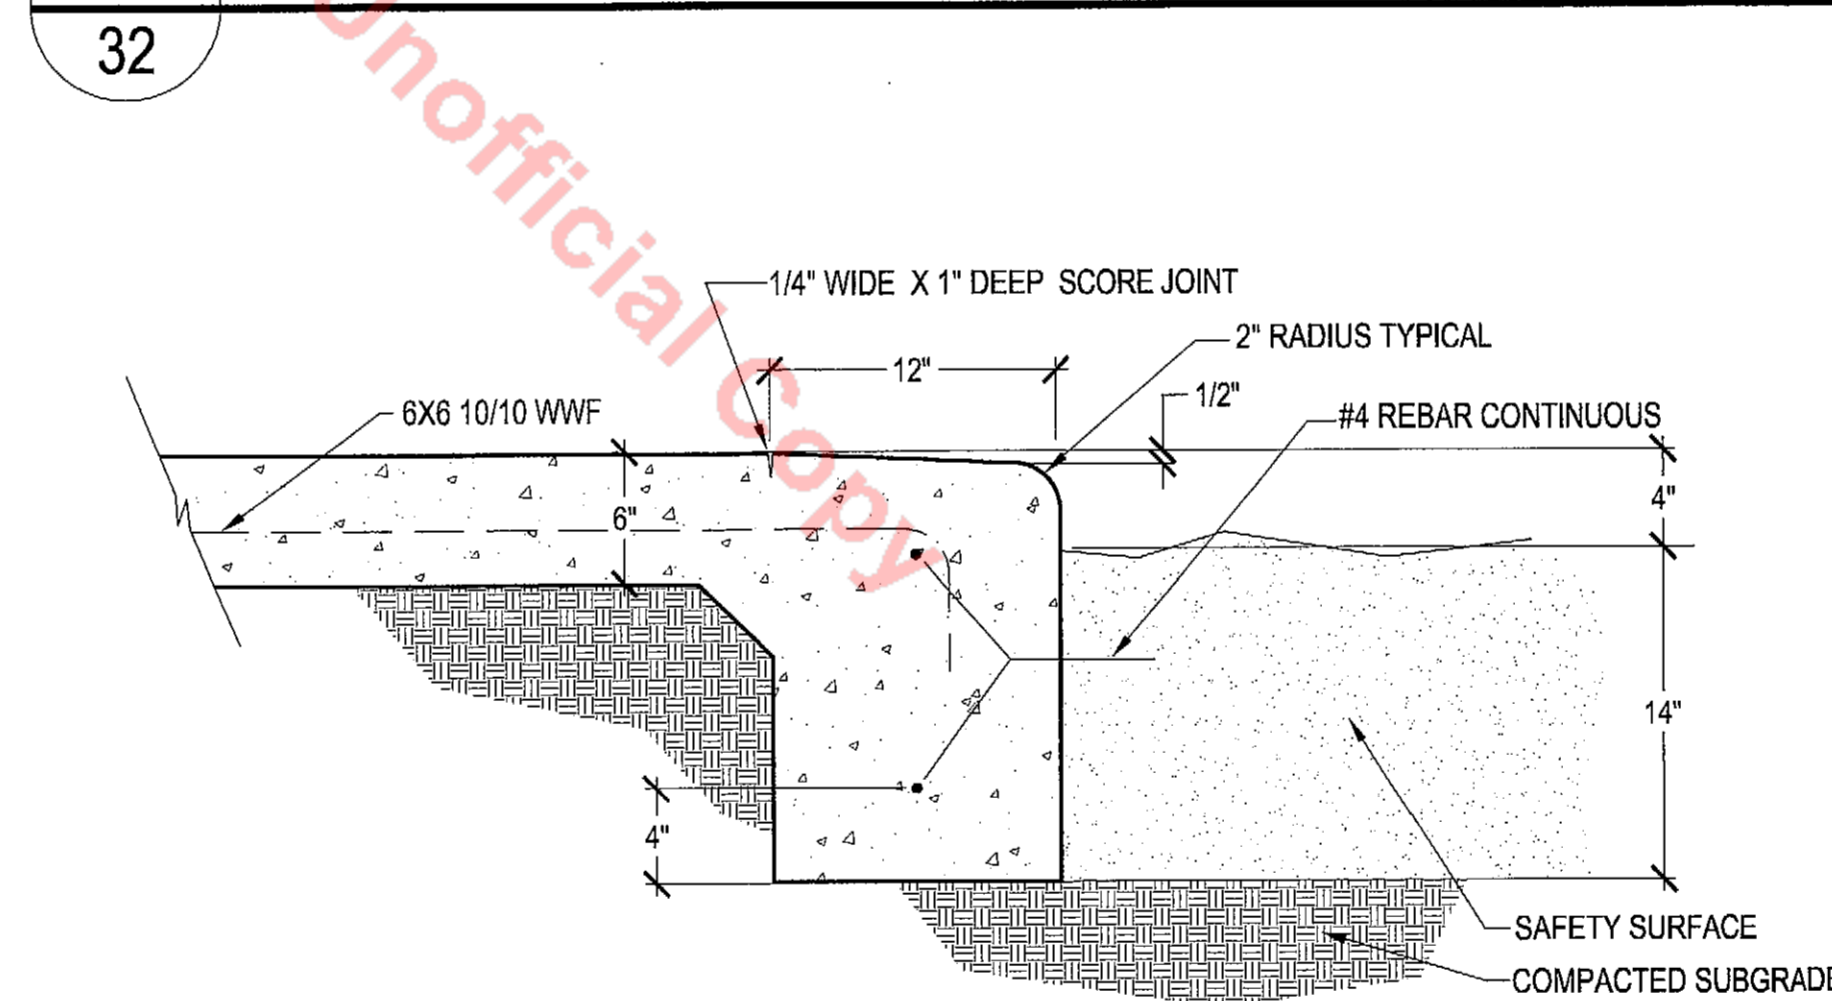 32
1/4" WIDE X 1" DEEP SCORE JOINT
2" RADIUS TYPICAL
12"
1/2"
6X6 10/10 WWF
#4 REBAR CONTINUOUS
4"
6"
14"
4"
SAFETY SURFACE
COMPACTED SUBGRADE
Unofficial Copy